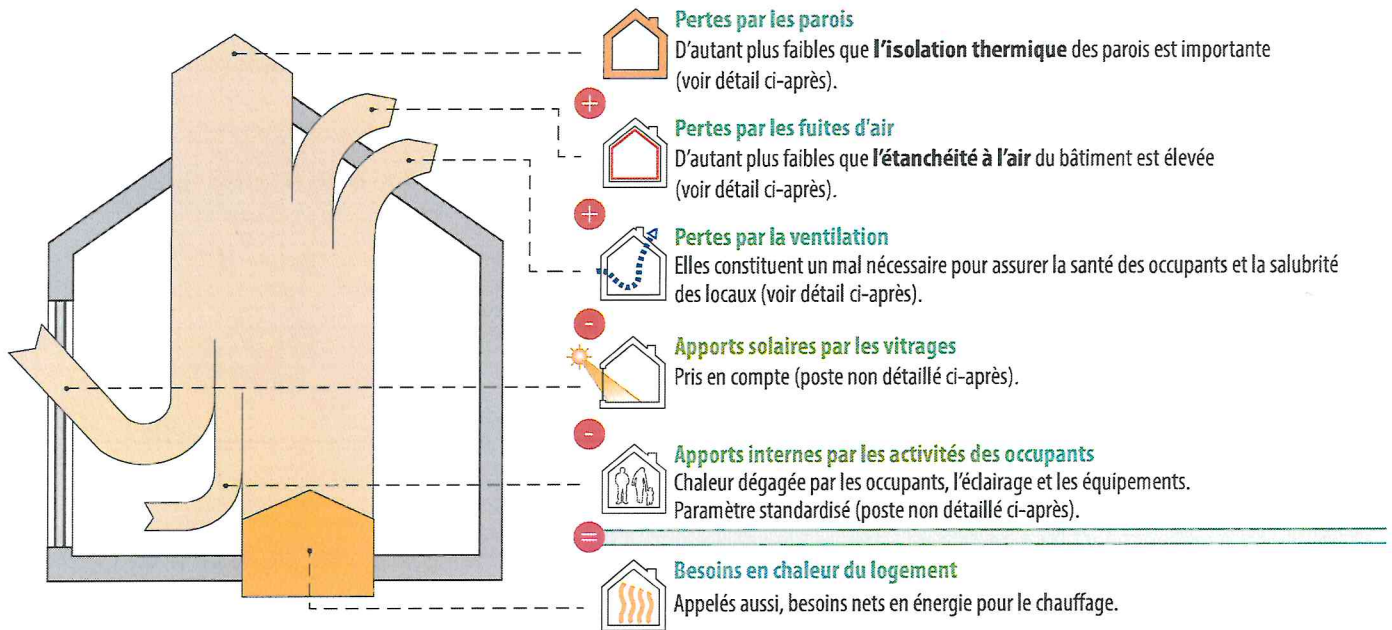 Pertes par les parois
D'autant plus faibles que l'isolation thermique des parois est importante
(voir détail ci-après).
+
Pertes par les fuites d'air
D'autant plus faibles que l'étanchéité à l'air du bâtiment est élevée
(voir détail ci-après).
+
Pertes par la ventilation
Elles constituent un mal nécessaire pour assurer la santé des occupants et la salubrité
des locaux (voir détail ci-après).
-
Apports solaires par les vitrages
Pris en compte (poste non détaillé ci-après).
-
Apports internes par les activités des occupants
Chaleur dégagée par les occupants, l'éclairage et les équipements.
Paramètre standardisé (poste non détaillé ci-après).
=
Besoins en chaleur du logement
Appelés aussi, besoins nets en énergie pour le chauffage.